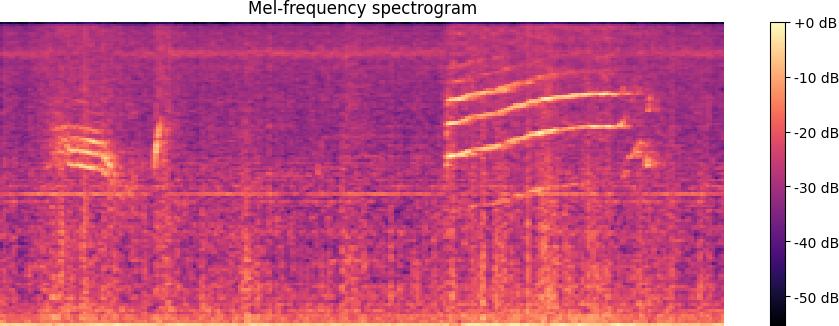 Mel-frequency spectrogram
+0 dB
-10 dB
-20 dB
-30 dB
-40 dB
-50 dB